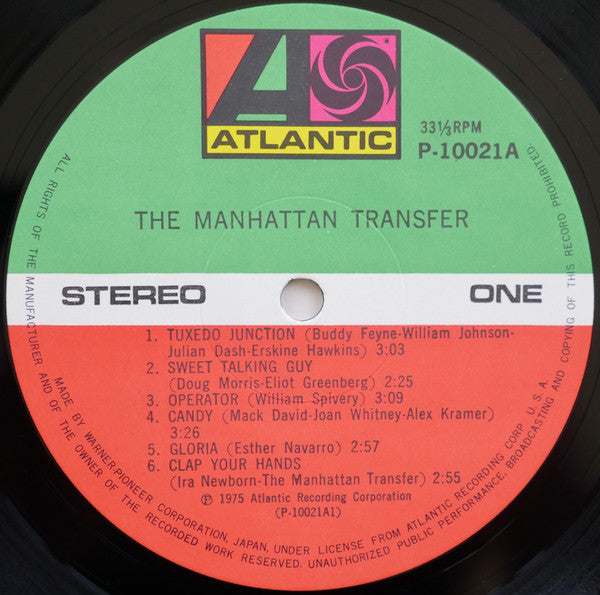 ATLANTIC
33⅓RPM
P-10021A
THE MANHATTAN TRANSFER
STEREO
ONE
1. TUXEDO JUNCTION (Buddy Feyne-William Johnson-
Julian Dash-Erskine Hawkins) 3:03
2. SWEET TALKING GUY
(Doug Morris-Eliot Greenberg) 2:25
3. OPERATOR (William Spivery) 3:09
4. CANDY (Mack David-Joan Whitney-Alex Kramer)
3:26
5. GLORIA (Esther Navarro) 2:57
6. CLAP YOUR HANDS
(Ira Newborn-The Manhattan Transfer) 2:55
℗ 1975 Atlantic Recording Corporation
(P-10021A1)
MADE BY WARNER-PIONEER CORPORATION, JAPAN, UNDER LICENSE FROM ATLANTIC RECORDING CORP. U.S.A.
ALL RIGHTS OF THE MANUFACTURER AND OF THE OWNER OF THE RECORDED WORK RESERVED. UNAUTHORIZED PUBLIC PERFORMANCE, BROADCASTING AND COPYING OF THIS RECORD PROHIBITED.